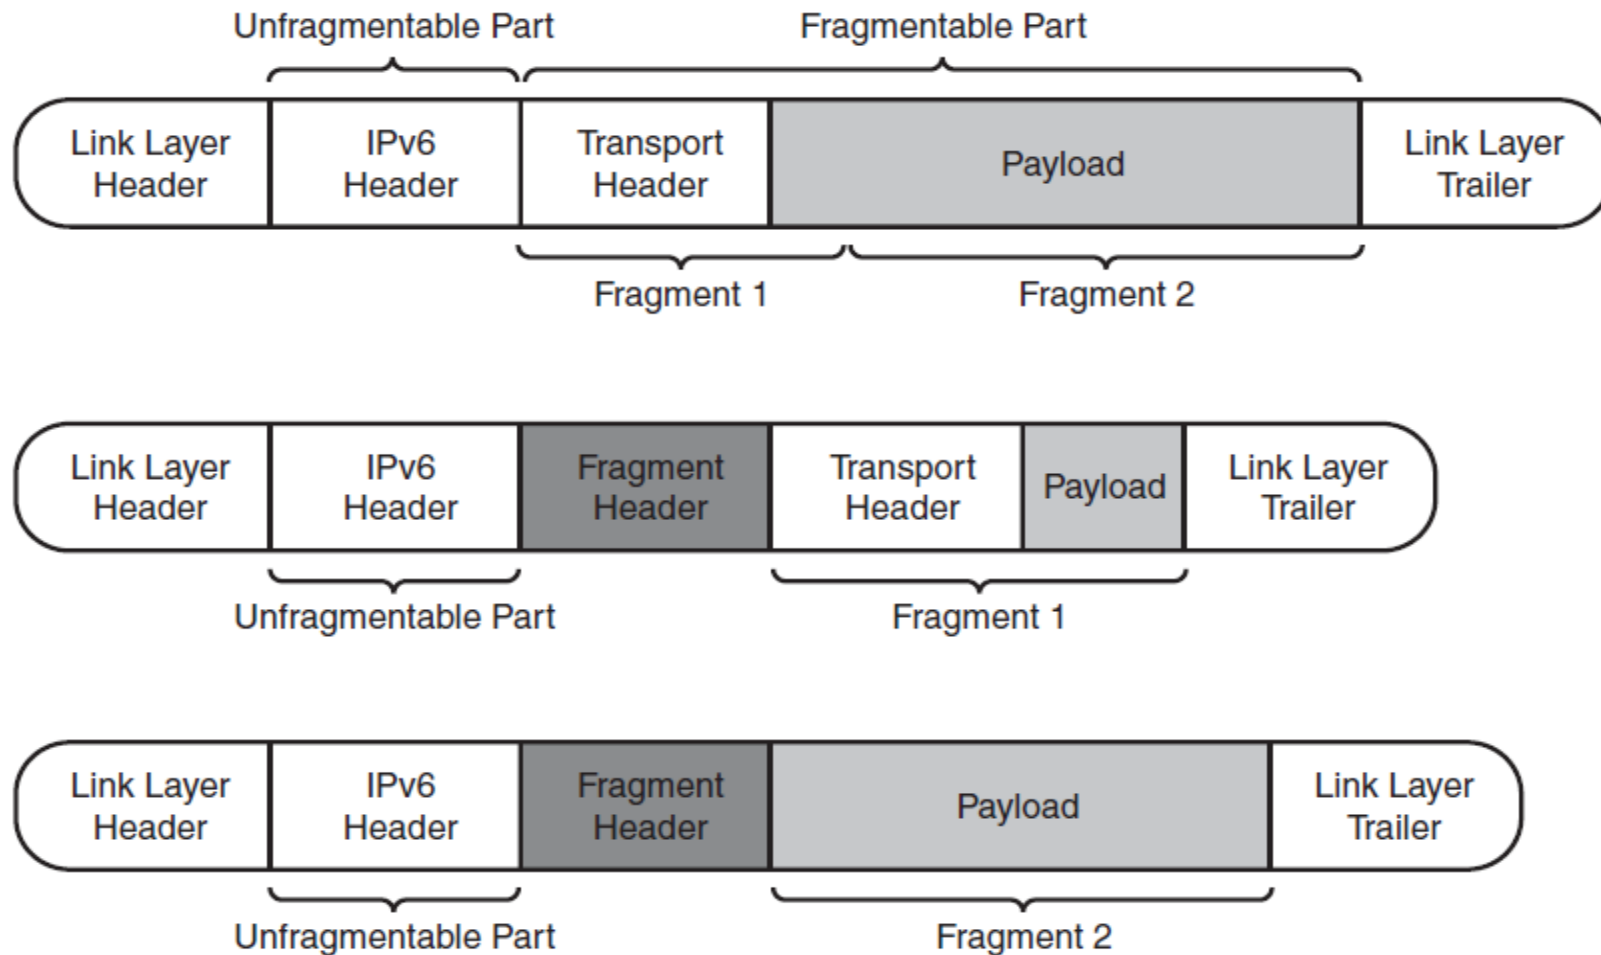 Unfragmentable Part
Fragmentable Part
Link Layer
Header
IPv6
Header
Transport
Header
Payload
Link Layer
Trailer
Fragment 1
Fragment 2
Link Layer
Header
IPv6
Header
Fragment
Header
Transport
Header
Payload
Link Layer
Trailer
Unfragmentable Part
Fragment 1
Link Layer
Header
IPv6
Header
Fragment
Header
Payload
Link Layer
Trailer
Unfragmentable Part
Fragment 2